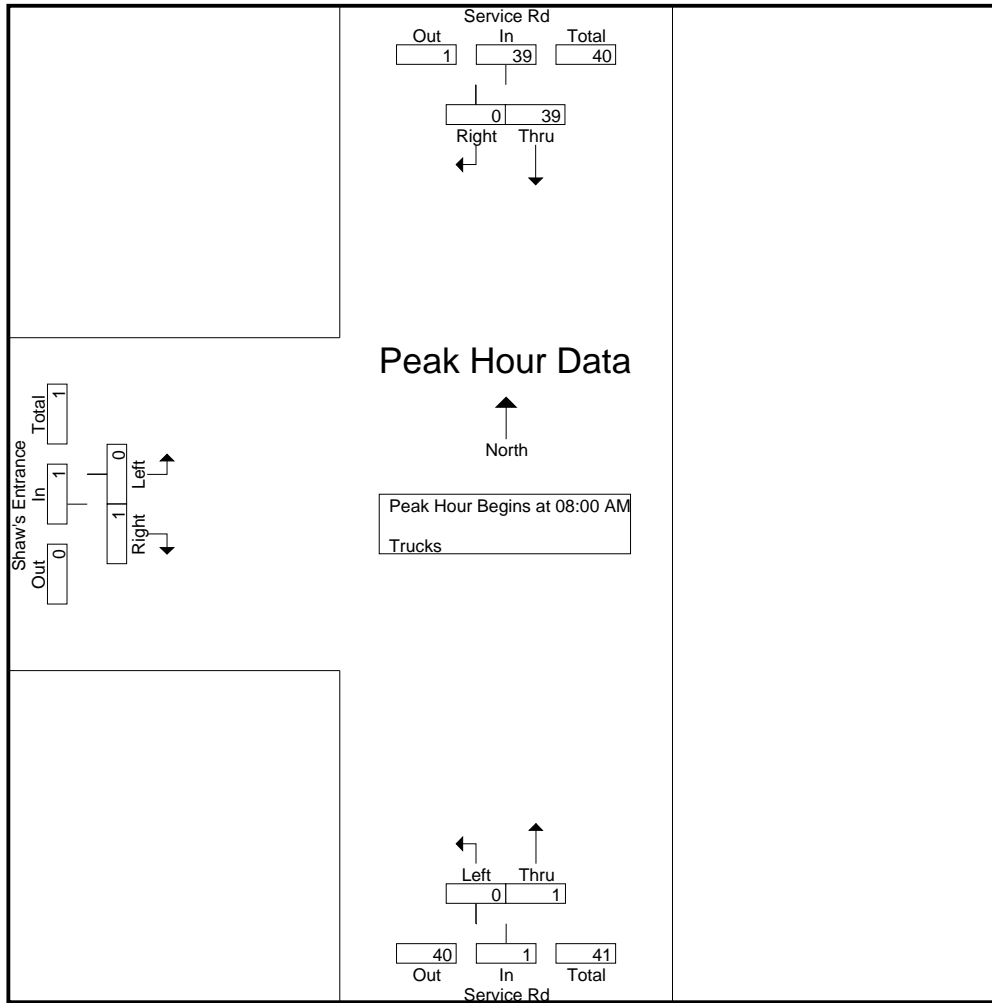 Service Rd
Out In Total
1 39 40
0 39
Right Thru
Peak Hour Data
North
Peak Hour Begins at 08:00 AM
Trucks
Shaw's Entrance
Out In Total
0 1 1
Right Left
1 0
Left Thru
0 1
40 1 41
Out In Total
Service Rd